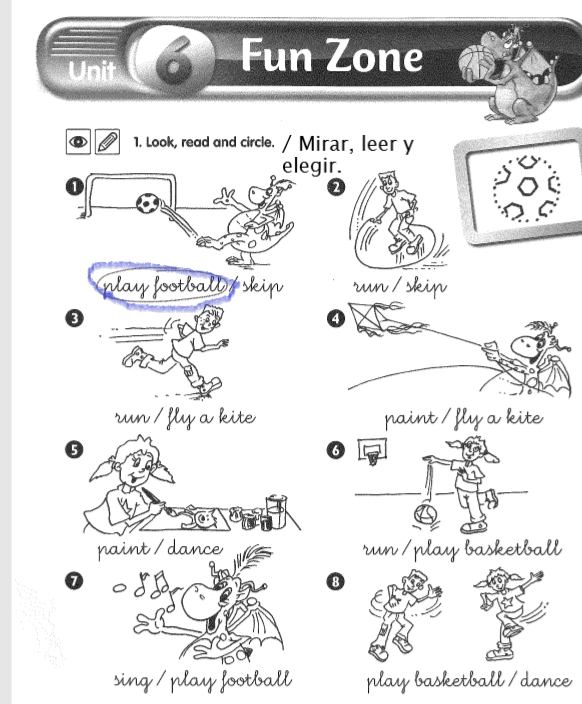 Unit 6 Fun Zone
1. Look, read and circle. / Mirar, leer y
elegir.
1
play football / skip
2
run / skip
3
run / fly a kite
4
paint / fly a kite
5
paint / dance
6
run / play basketball
7
sing / play football
8
play basketball / dance